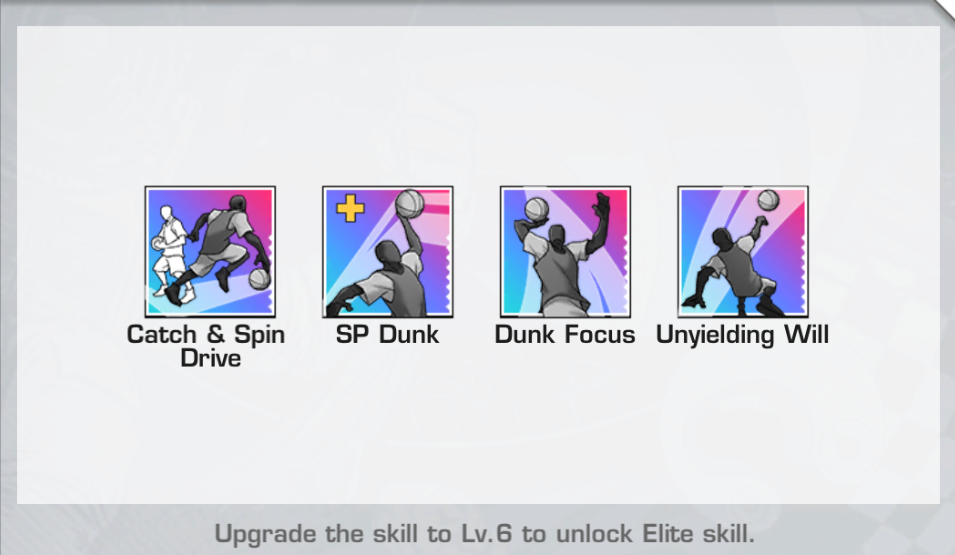 Catch & Spin
Drive
SP Dunk
Dunk Focus
Unyielding Will
Upgrade the skill to Lv.6 to unlock Elite skill.